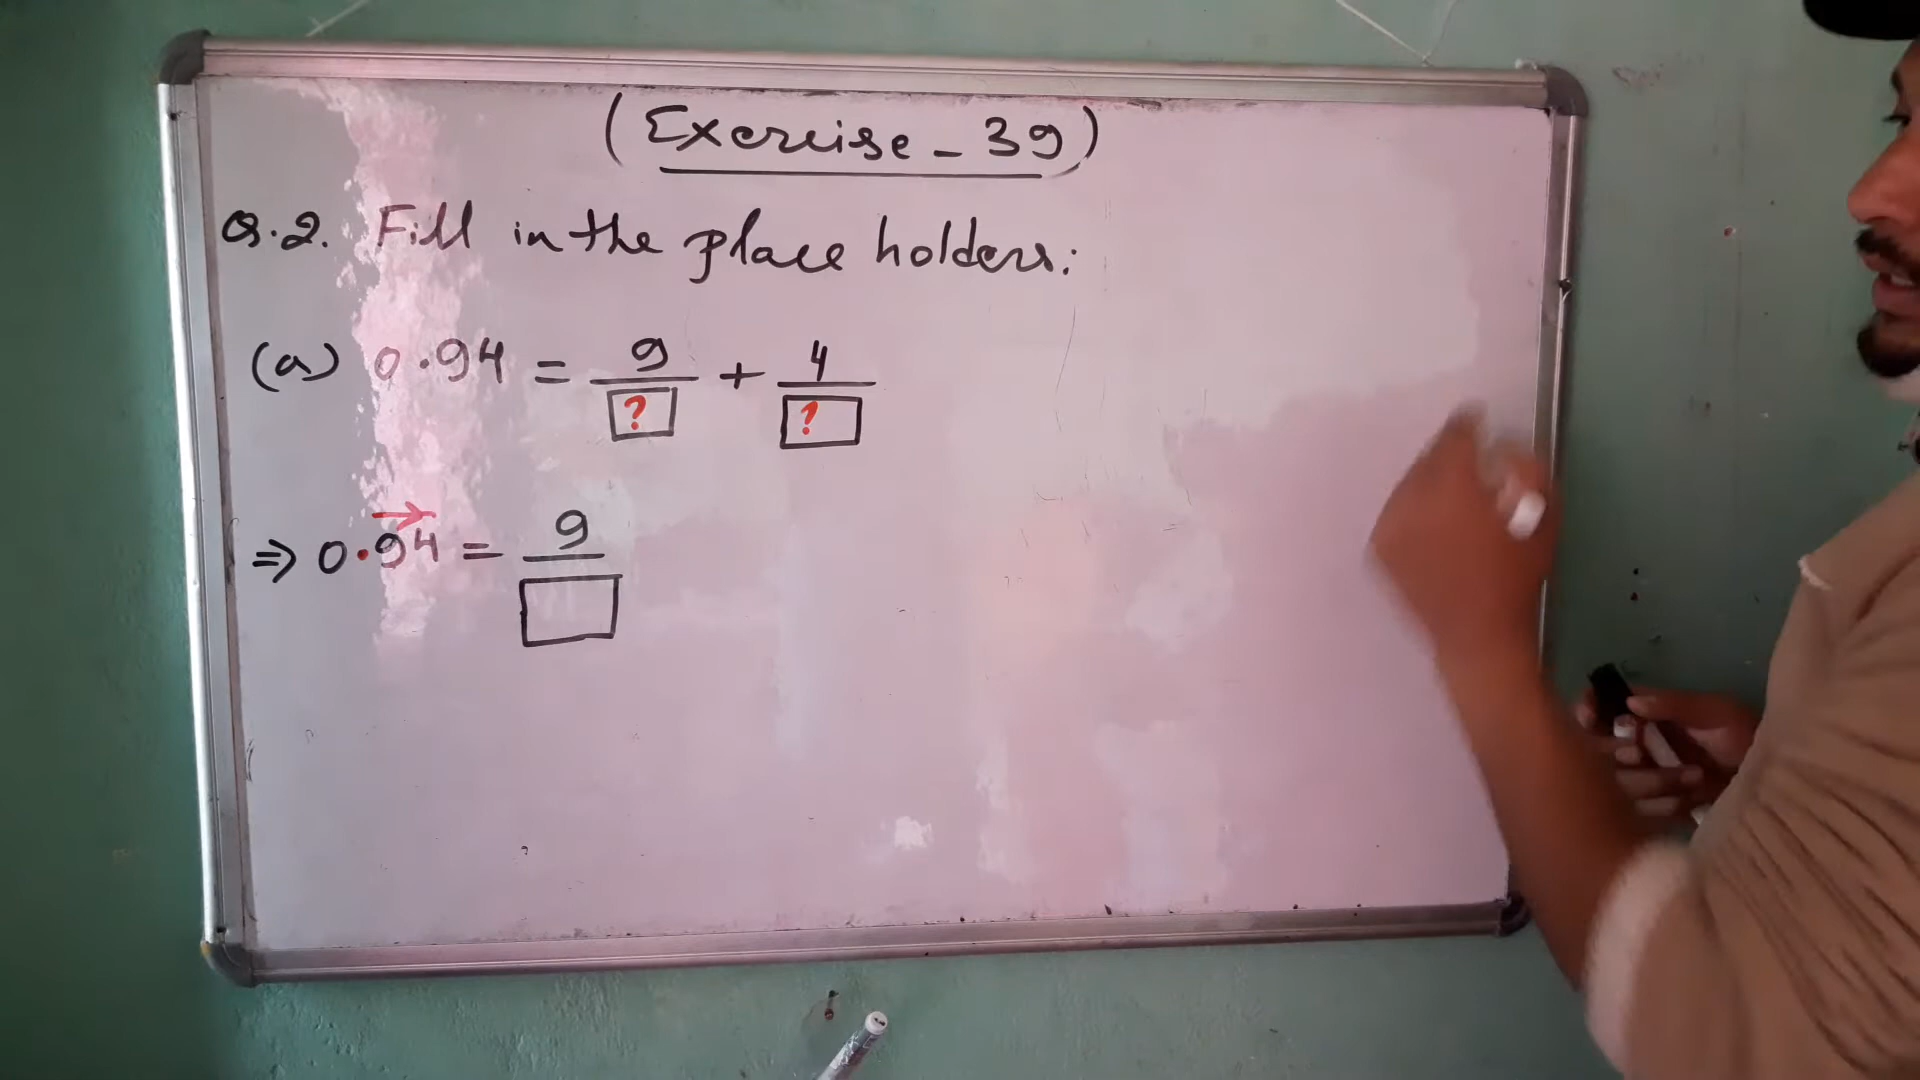 (Exercise - 39)
Q.2. Fill in the place holders:
(a) 0.94 = 9/? + 4/?
⇒ 0.94 = 9/□